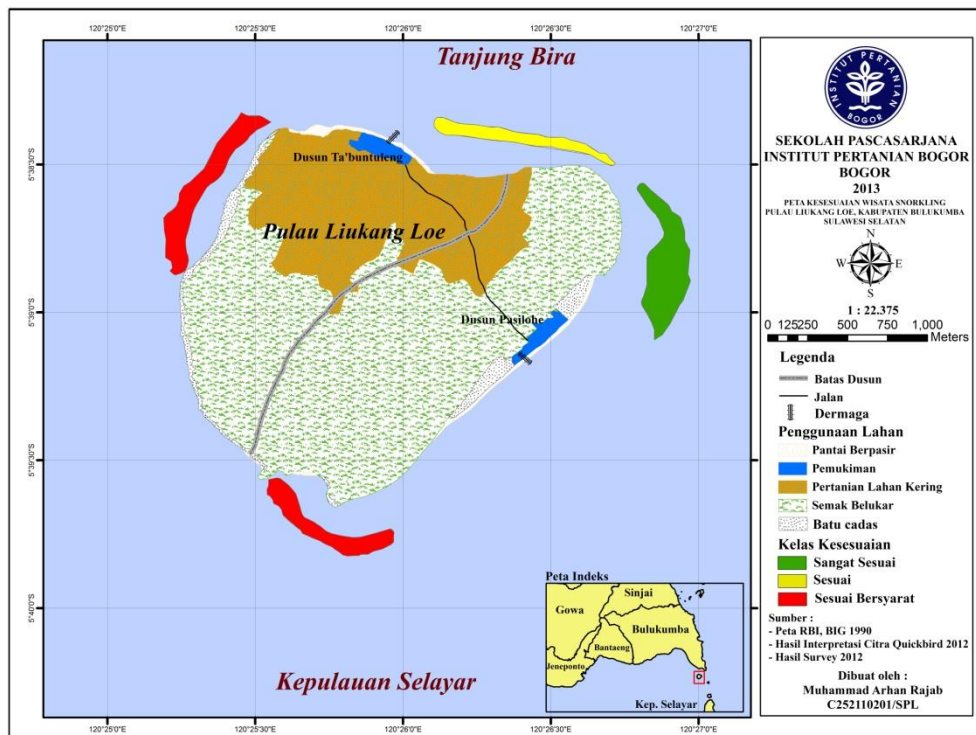 120°25'0"E
120°25'30"E
120°26'0"E
120°26'30"E
120°27'0"E
Tanjung Bira
5°38'30"S
5°39'0"S
5°39'30"S
5°40'0"S
Dusun Ta'buntuleng
Pulau Liukang Loe
Dusun Pasilohe
Kepulauan Selayar
Peta Indeks
Sinjai
Gowa
Bulukumba
Bantaeng
Jeneponto
Kep. Selayar
120°25'0"E
120°25'30"E
120°26'0"E
120°26'30"E
120°27'0"E
INSTITUT PERTANIAN
BOGOR
SEKOLAH PASCASARJANA
INSTITUT PERTANIAN BOGOR
BOGOR
2013
PETA KESESUAIAN WISATA SNORKLING
PULAU LIUKANG LOE, KABUPATEN BULUKUMBA
SULAWESI SELATAN
N
W E
S
1 : 22.375
0 125250 500 750 1,000
Meters
Legenda
Batas Dusun
Jalan
Dermaga
Penggunaan Lahan
Pantai Berpasir
Pemukiman
Pertanian Lahan Kering
Semak Belukar
Batu cadas
Kelas Kesesuaian
Sangat Sesuai
Sesuai
Sesuai Bersyarat
Sumber :
- Peta RBI, BIG 1990
- Hasil Interpretasi Citra Quickbird 2012
- Hasil Survey 2012
Dibuat oleh :
Muhammad Arhan Rajab
C252110201/SPL